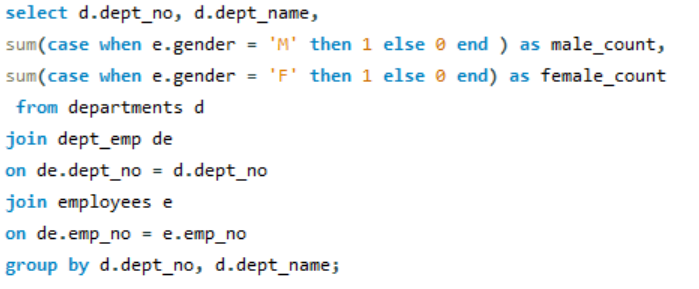 select d.dept_no, d.dept_name,
sum(case when e.gender = 'M' then 1 else 0 end ) as male_count,
sum(case when e.gender = 'F' then 1 else 0 end) as female_count
from departments d
join dept_emp de
on de.dept_no = d.dept_no
join employees e
on de.emp_no = e.emp_no
group by d.dept_no, d.dept_name;